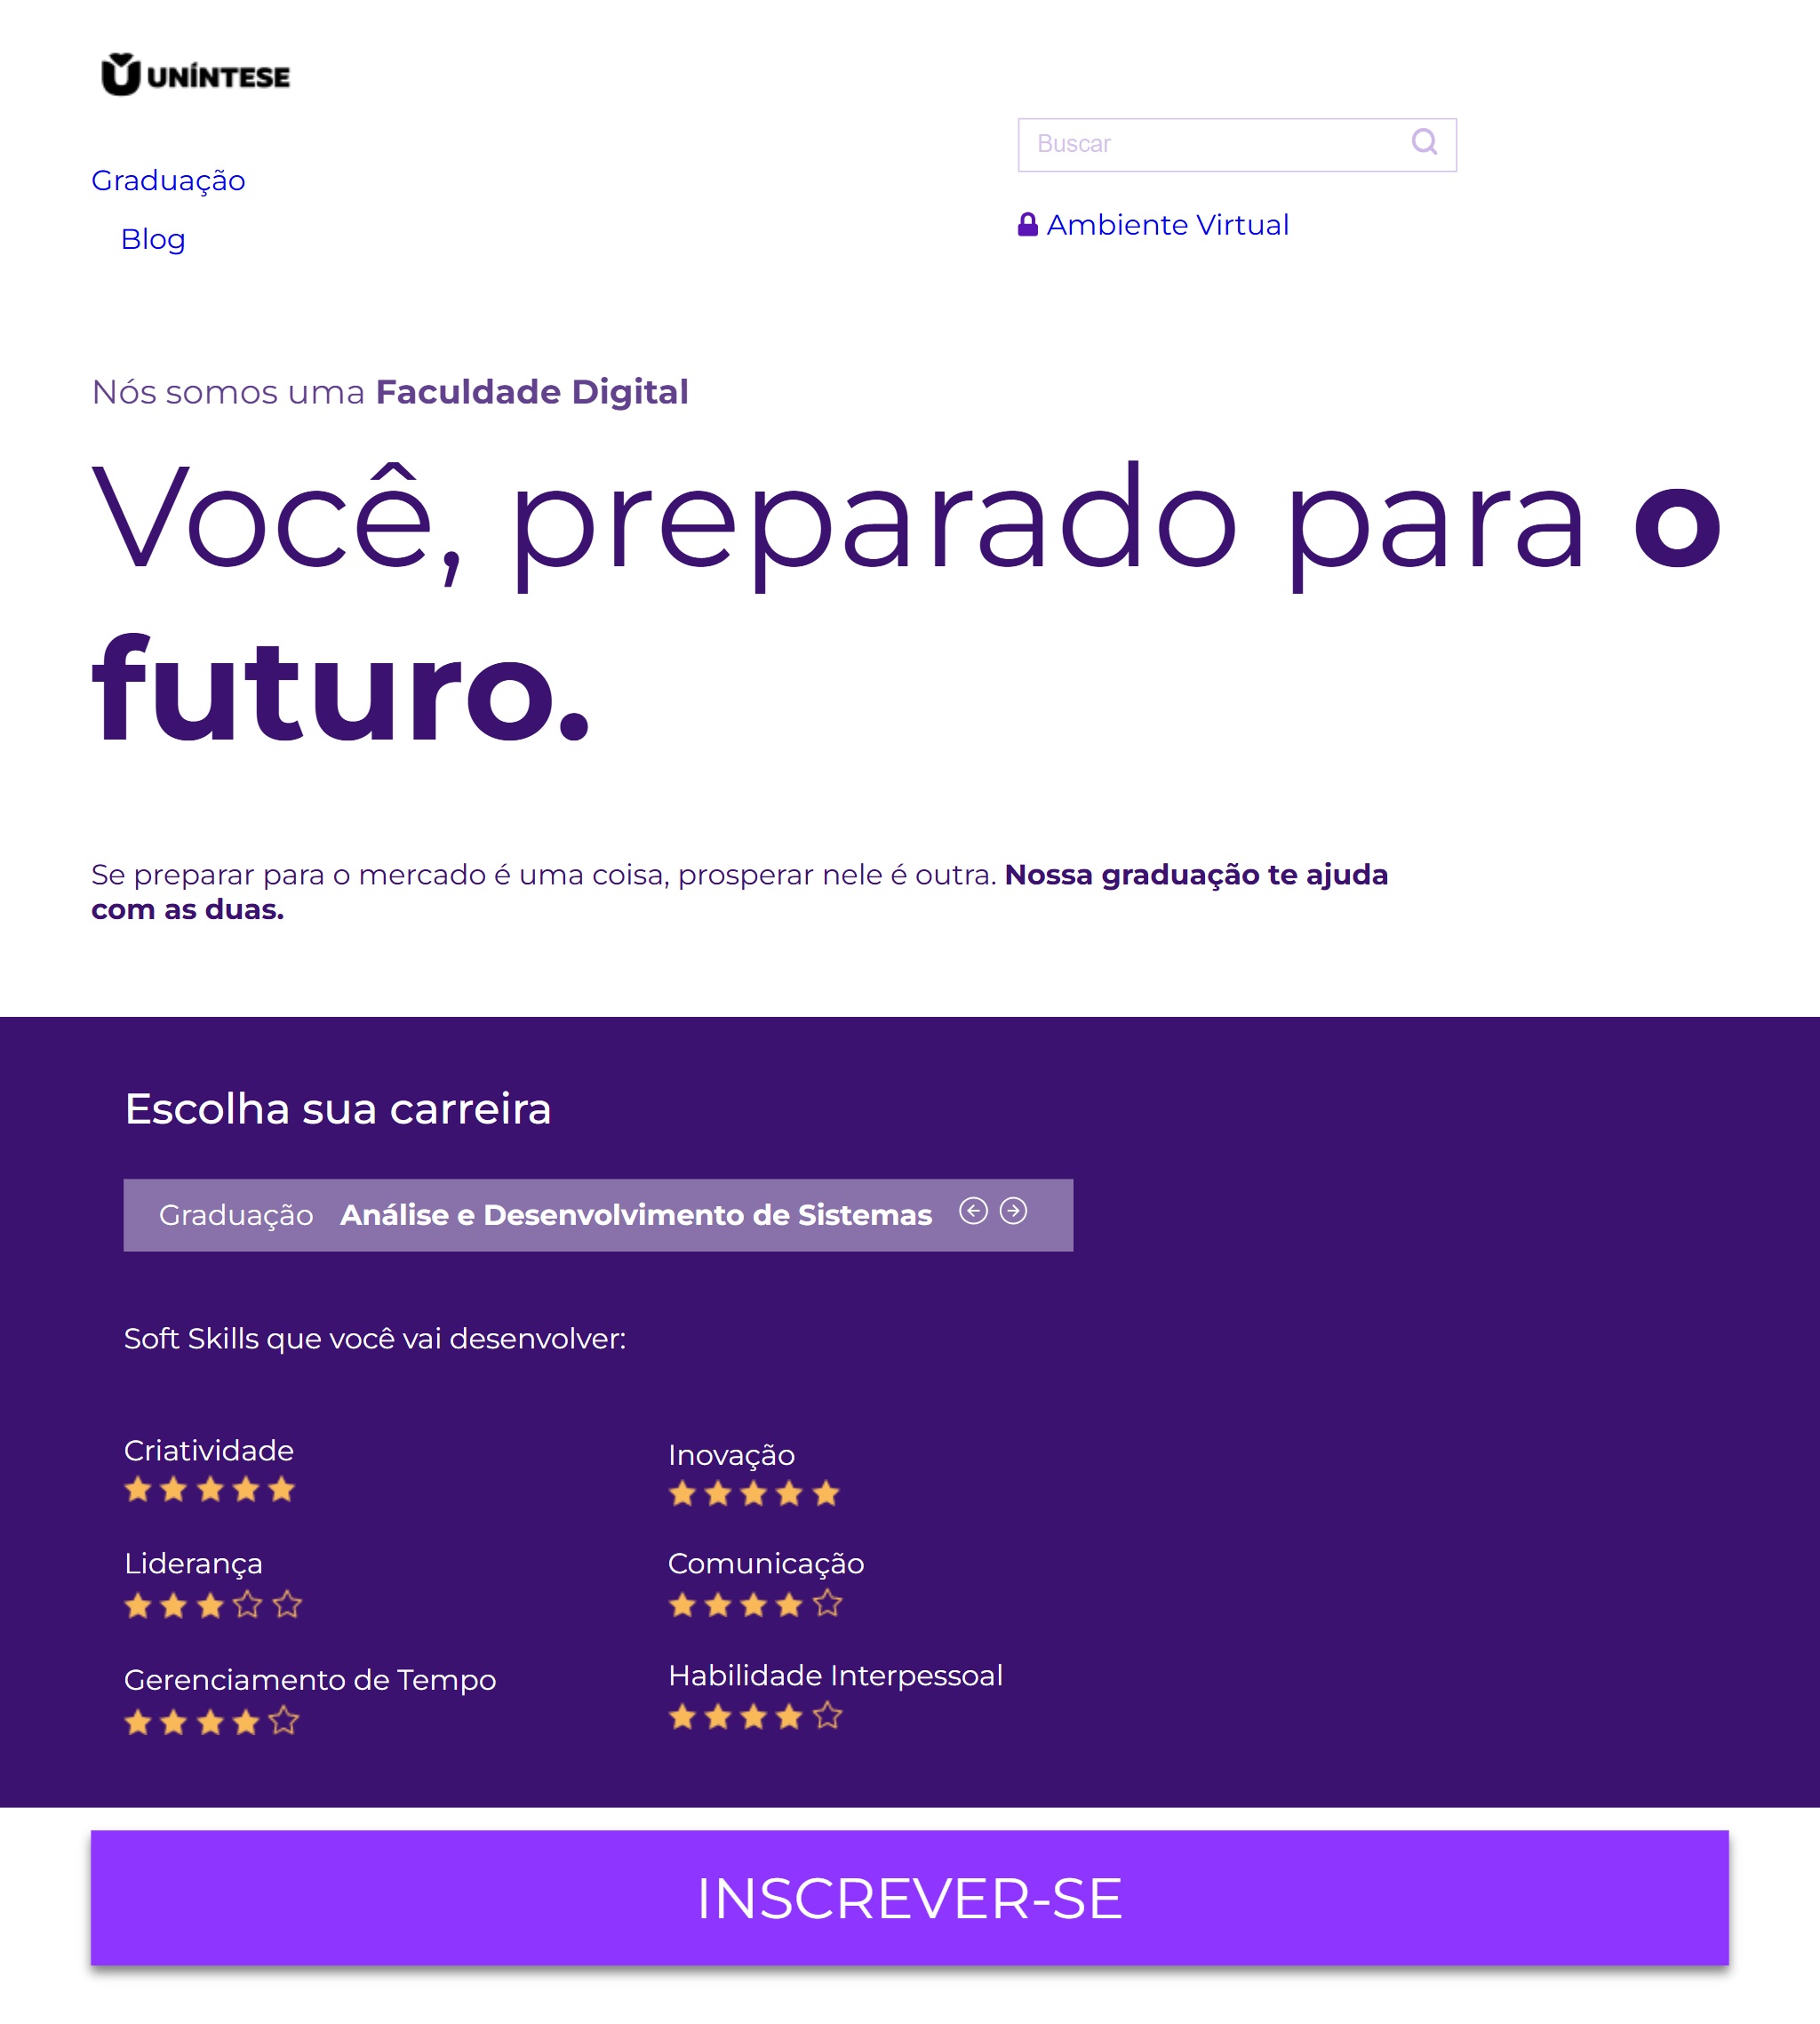 UNÍNTESE
Buscar
Graduação
Ambiente Virtual
Blog
Nós somos uma Faculdade Digital
Você, preparado para o
futuro.
Se preparar para o mercado é uma coisa, prosperar nele é outra. Nossa graduação te ajuda
com as duas.
Escolha sua carreira
Graduação Análise e Desenvolvimento de Sistemas
Soft Skills que você vai desenvolver:
Criatividade
Inovação
Liderança
Comunicação
Gerenciamento de Tempo
Habilidade Interpessoal
INSCREVER-SE